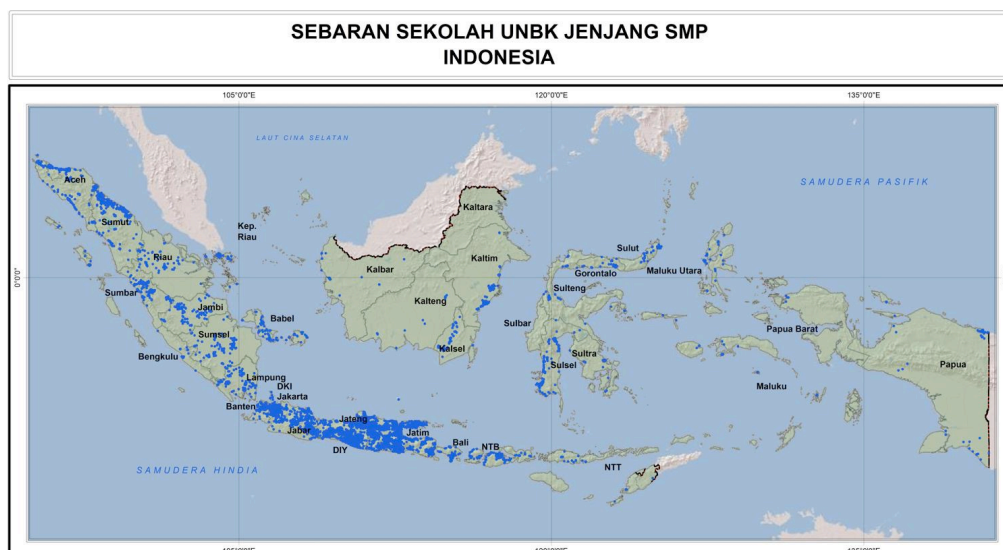 SEBARAN SEKOLAH UNBK JENJANG SMP
INDONESIA
105°0'0"E
120°0'0"E
135°0'0"E
LAUT CINA SELATAN
SAMUDERA PASIFIK
Aceh
Sumut
Kep.
Riau
Kaltara
Riau
Kalbar
Kaltim
Sulut
Gorontalo
Maluku Utara
0°0'0"
Sumbar
Jambi
Babel
Kalteng
Sulteng
Sulbar
Papua Barat
Sumsel
Bengkulu
Kalsel
Sultra
Sulsel
Papua
Lampung
DKI
Jakarta
Banten
Maluku
Jateng
Jabar
Jatim
DIY
Bali
NTB
NTT
SAMUDERA HINDIA